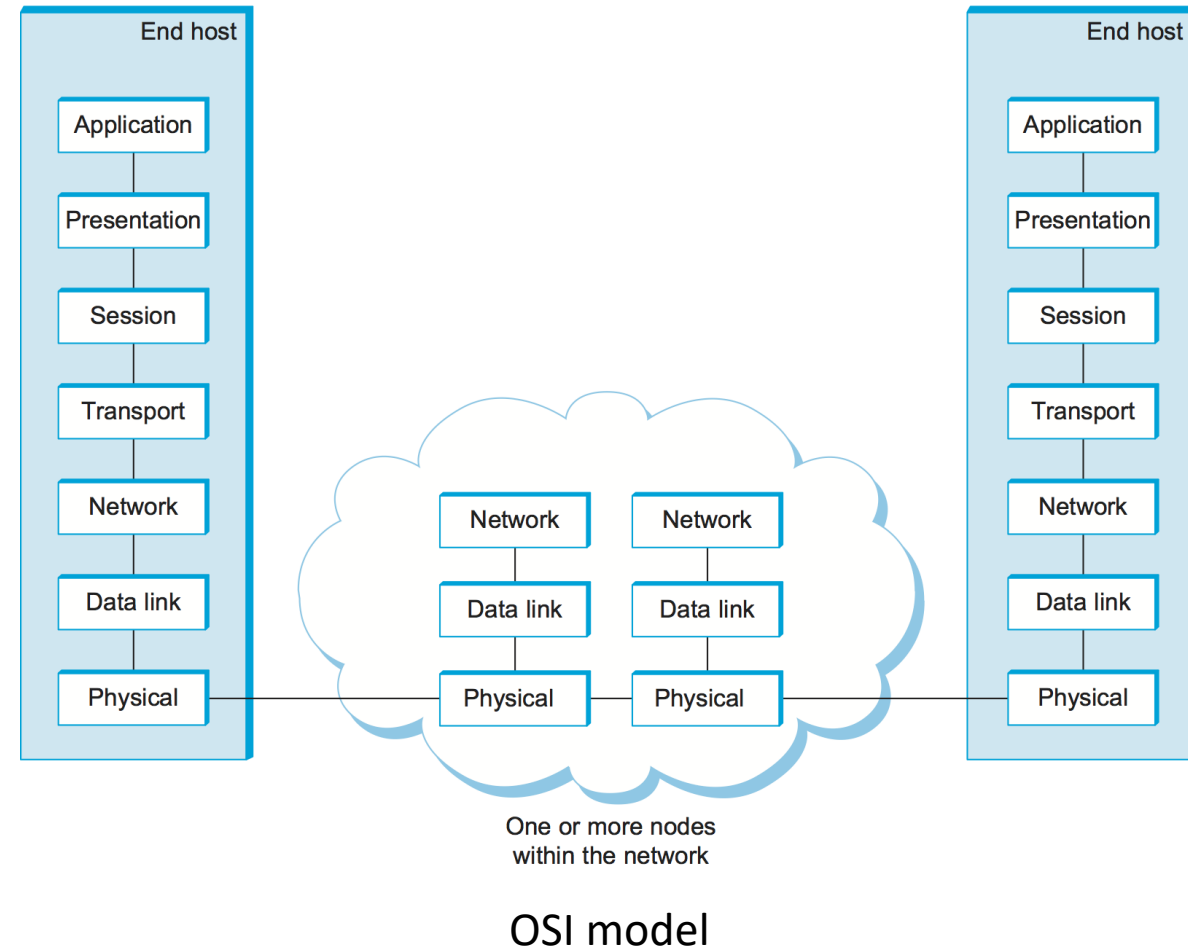 End host
Application
Presentation
Session
Transport
Network
Data link
Physical
Network
Data link
Physical
Network
Data link
Physical
End host
Application
Presentation
Session
Transport
Network
Data link
Physical
One or more nodes
within the network
OSI model